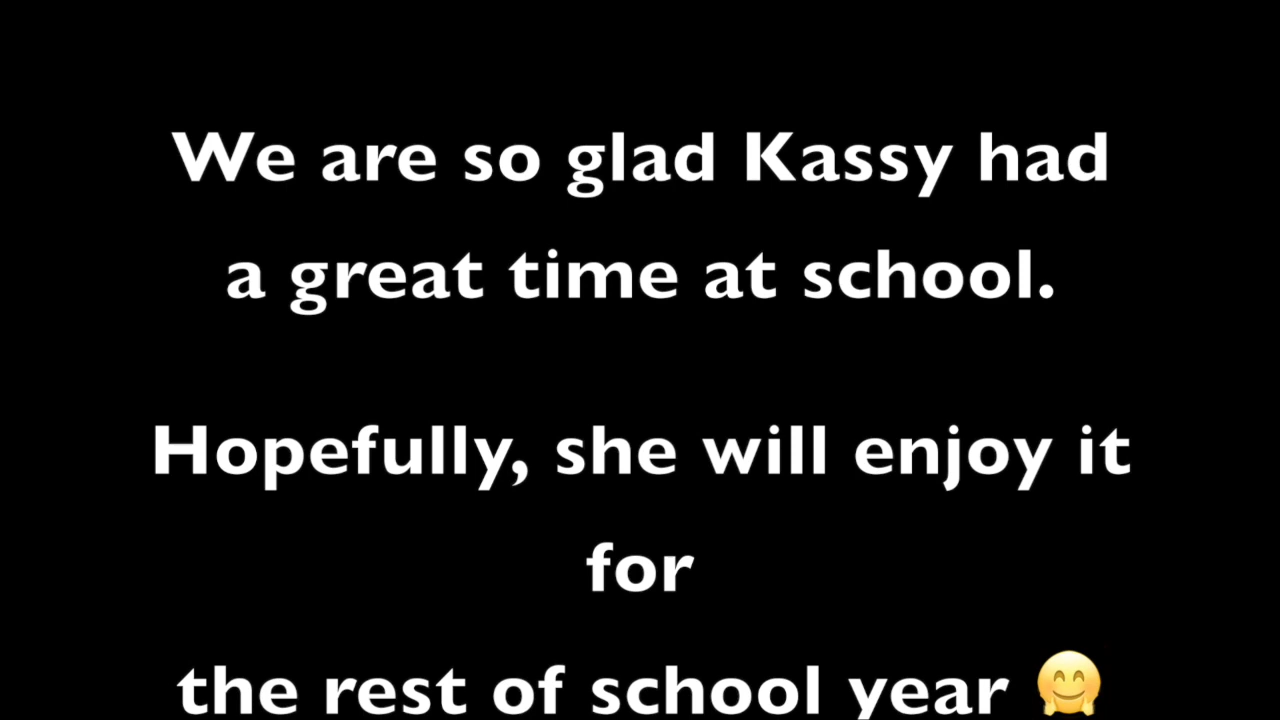 We are so glad Kassy had
a great time at school.
Hopefully, she will enjoy it
for
the rest of school year 🤗